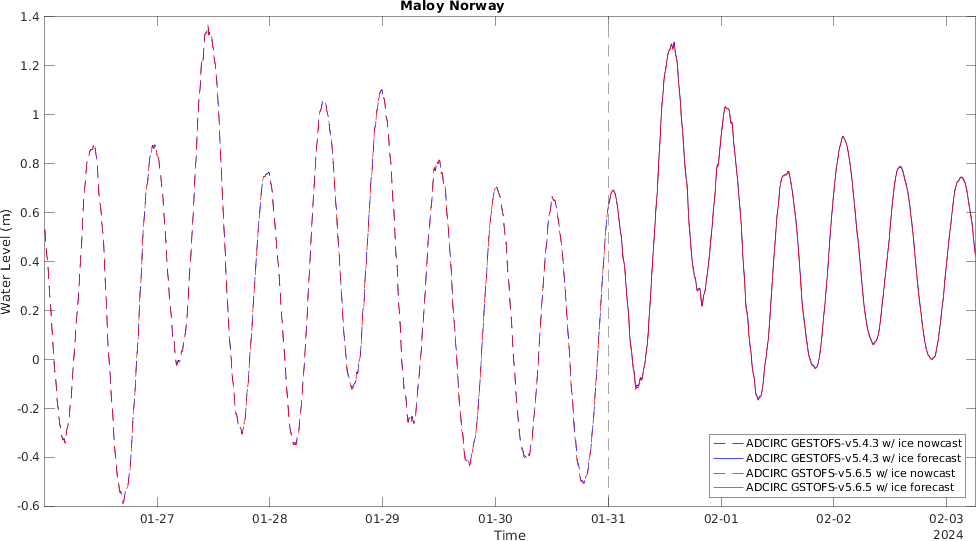 Maloy Norway
Water Level (m)
1.4
1.2
1
0.8
0.6
0.4
0.2
0
-0.2
-0.4
-0.6
ADCIRC GESTOFS-v5.4.3 w/ ice nowcast
ADCIRC GESTOFS-v5.4.3 w/ ice forecast
ADCIRC GSTOFS-v5.6.5 w/ ice nowcast
ADCIRC GSTOFS-v5.6.5 w/ ice forecast
01-27 01-28 01-29 01-30 01-31 02-01 02-02 02-03
Time
2024